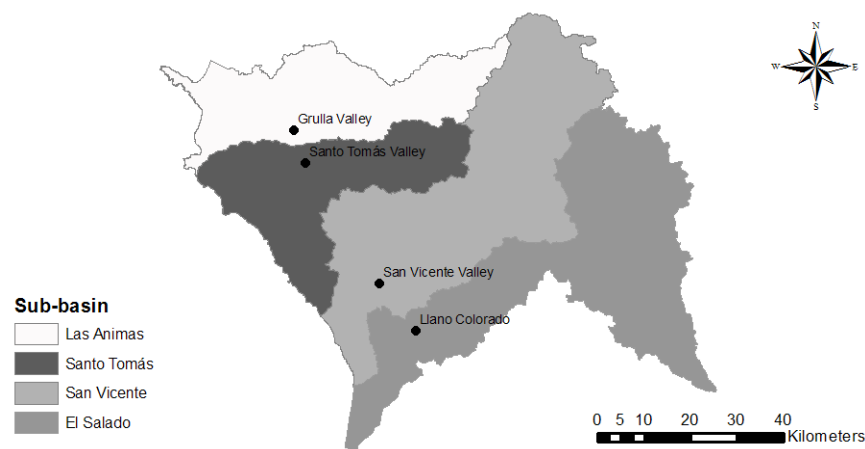 N
W E
S
Grulla Valley
Santo Tomás Valley
San Vicente Valley
Llano Colorado
Sub-basin
Las Animas
Santo Tomás
San Vicente
El Salado
0 5 10 20 30 40
Kilometers